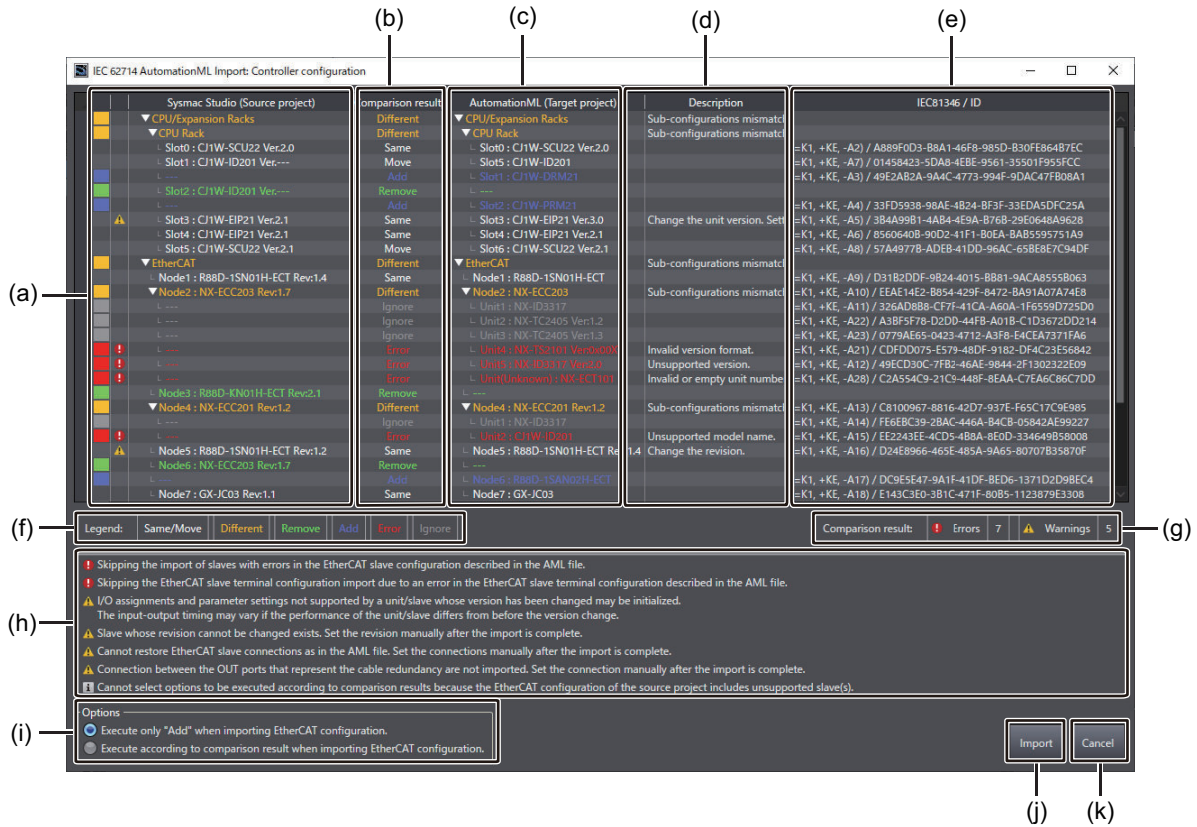 (b) (c) (d) (e)
IEC 62714 AutomationML Import: Controller configuration
Sysmac Studio (Source project) omparison result AutomationML (Target project) Description IEC81346 / ID
CPU/Expansion Racks Different CPU/Expansion Racks Sub-configurations mismatcl
CPU Rack Different CPU Rack Sub-configurations mismatcl
Slot0 : CJ1W-SCU22 Ver.2.0 Same Slot0 : CJ1W-SCU22 Ver.2.0 =K1, +KE, -A2) / A889F0D3-B8A1-46F8-985D-B30FE864B7EC
Slot1 : CJ1W-ID201 Ver.--- Move Slot5 : CJ1W-ID201 =K1, +KE, -A7) / 01458423-5DA8-4EBE-9561-35501F955FCC
--- Add Slot1 : CJ1W-DRM21 =K1, +KE, -A3) / 49E2AB2A-9A4C-4773-994F-9DAC47FB08A1
Slot2 : CJ1W-ID201 Ver.--- Remove ---
--- Add Slot2 : CJ1W-PRM21 =K1, +KE, -A4) / 33FD5938-98AE-4B24-BF3F-33EDA5DFC25A
Slot3 : CJ1W-EIP21 Ver.2.1 Same Slot3 : CJ1W-EIP21 Ver.3.0 Change the unit version. Sett =K1, +KE, -A5) / 3B4A99B1-4AB4-4E9A-B76B-29E0648A9628
Slot4 : CJ1W-EIP21 Ver.2.1 Same Slot4 : CJ1W-EIP21 Ver.2.1 =K1, +KE, -A6) / 8560640B-90D2-41F1-B0EA-BAB5595751A9
Slot5 : CJ1W-SCU22 Ver.2.1 Move Slot6 : CJ1W-SCU22 Ver.2.1 =K1, +KE, -A8) / 57A4977B-ADEB-41DD-96AC-65BE8E7C94DF
EtherCAT Different EtherCAT Sub-configurations mismatcl
Node1 : R88D-1SN01H-ECT Rev:1.4 Same Node1 : R88D-1SN01H-ECT =K1, +KE, -A9) / D31B2DDF-9B24-4015-BB81-9ACA8555B063
Node2 : NX-ECC203 Rev:1.7 Different Node2 : NX-ECC203 Sub-configurations mismatcl =K1, +KE, -A10) / EEAE14E2-B854-429F-8472-BA91A07A74E8
--- Ignore Unit1 : NX-ID3317 =K1, +KE, -A11) / 326AD8B8-CF7F-41CA-A60A-1F6559D725D0
--- Ignore Unit2 : NX-TC2405 Ver:1.2 =K1, +KE, -A22) / A3BF5F78-D2DD-44FB-A01B-C1D3672DD214
--- Ignore Unit3 : NX-TC2405 Ver:1.3 =K1, +KE, -A23) / 0779AE65-0423-4712-A3F8-E4CEA7371FA6
--- Error Unit4 : NX-TS2101 Ver:0x00X Invalid version format. =K1, +KE, -A21) / CDFDD075-E579-48DF-9182-DF4C23E56842
--- Error Unit5 : NX-ID3317 Unsupported version. =K1, +KE, -A12) / 49ECD30C-7FB2-46AE-9844-2F1302322E09
Error Unit(Unknown) : NX-ECT101 Invalid or empty unit numbe =K1, +KE, -A28) / C2A554C9-21C9-448F-8EAA-C7EA6C86C7DD
Node3 : R88D-KN01H-ECT Rev:2.1 Remove ---
Node4 : NX-ECC201 Rev:1.2 Different Node4 : NX-ECC201 Rev:1.2 Sub-configurations mismatcl =K1, +KE, -A13) / C8100967-8816-42D7-937E-F65C17C9E985
--- Ignore Unit1 : NX-ID3317 =K1, +KE, -A14) / FE6EBC39-2BAC-446A-B4CB-05842AE99227
--- Error Unit2 : CJ1W-ID201 Unsupported model name. =K1, +KE, -A15) / EE2243EE-4CD5-4B8A-8E0D-334649B58008
Node5 : R88D-1SN01H-ECT Rev:1.2 Same Node5 : R88D-1SN01H-ECT Re 1.4 Change the revision. =K1, +KE, -A16) / D24E8966-465E-485A-9A65-80707B35870F
Node6 : NX-ECC203 Rev:1.7 Remove ---
--- Add Node6 : R88D-1SAN02H-ECT =K1, +KE, -A17) / DC9E5E47-9A1F-41DF-BED6-1371D2D9BEC4
Node7 : GX-JC03 Rev:1.1 Same Node7 : GX-JC03 =K1, +KE, -A18) / E143C3E0-3B1C-471F-80B5-1123879E3308
(a)
(f) Legend: Same/Move Different Remove Add Error Ignore Comparison result: Errors 7 Warnings 5 (g)
Skipping the import of slaves with errors in the EtherCAT slave configuration described in the AML file.
Skipping the EtherCAT slave terminal configuration import due to an error in the EtherCAT slave terminal configuration described in the AML file.
I/O assignments and parameter settings not supported by a unit/slave whose version has been changed may be initialized.
The input-output timing may vary if the performance of the unit/slave differs from before the version change.
(h)
Slave whose revision cannot be changed exists. Set the revision manually after the import is complete.
Cannot restore EtherCAT slave connections as in the AML file. Set the connections manually after the import is complete.
Connection between the OUT ports that represent the cable redundancy are not imported. Set the connection manually after the import is complete.
Cannot select options to be executed according to comparison results because the EtherCAT configuration of the source project includes unsupported slave(s).
Options
(i) Execute only "Add" when importing EtherCAT configuration.
Execute according to comparison result when importing EtherCAT configuration.
Import Cancel
(j) (k)